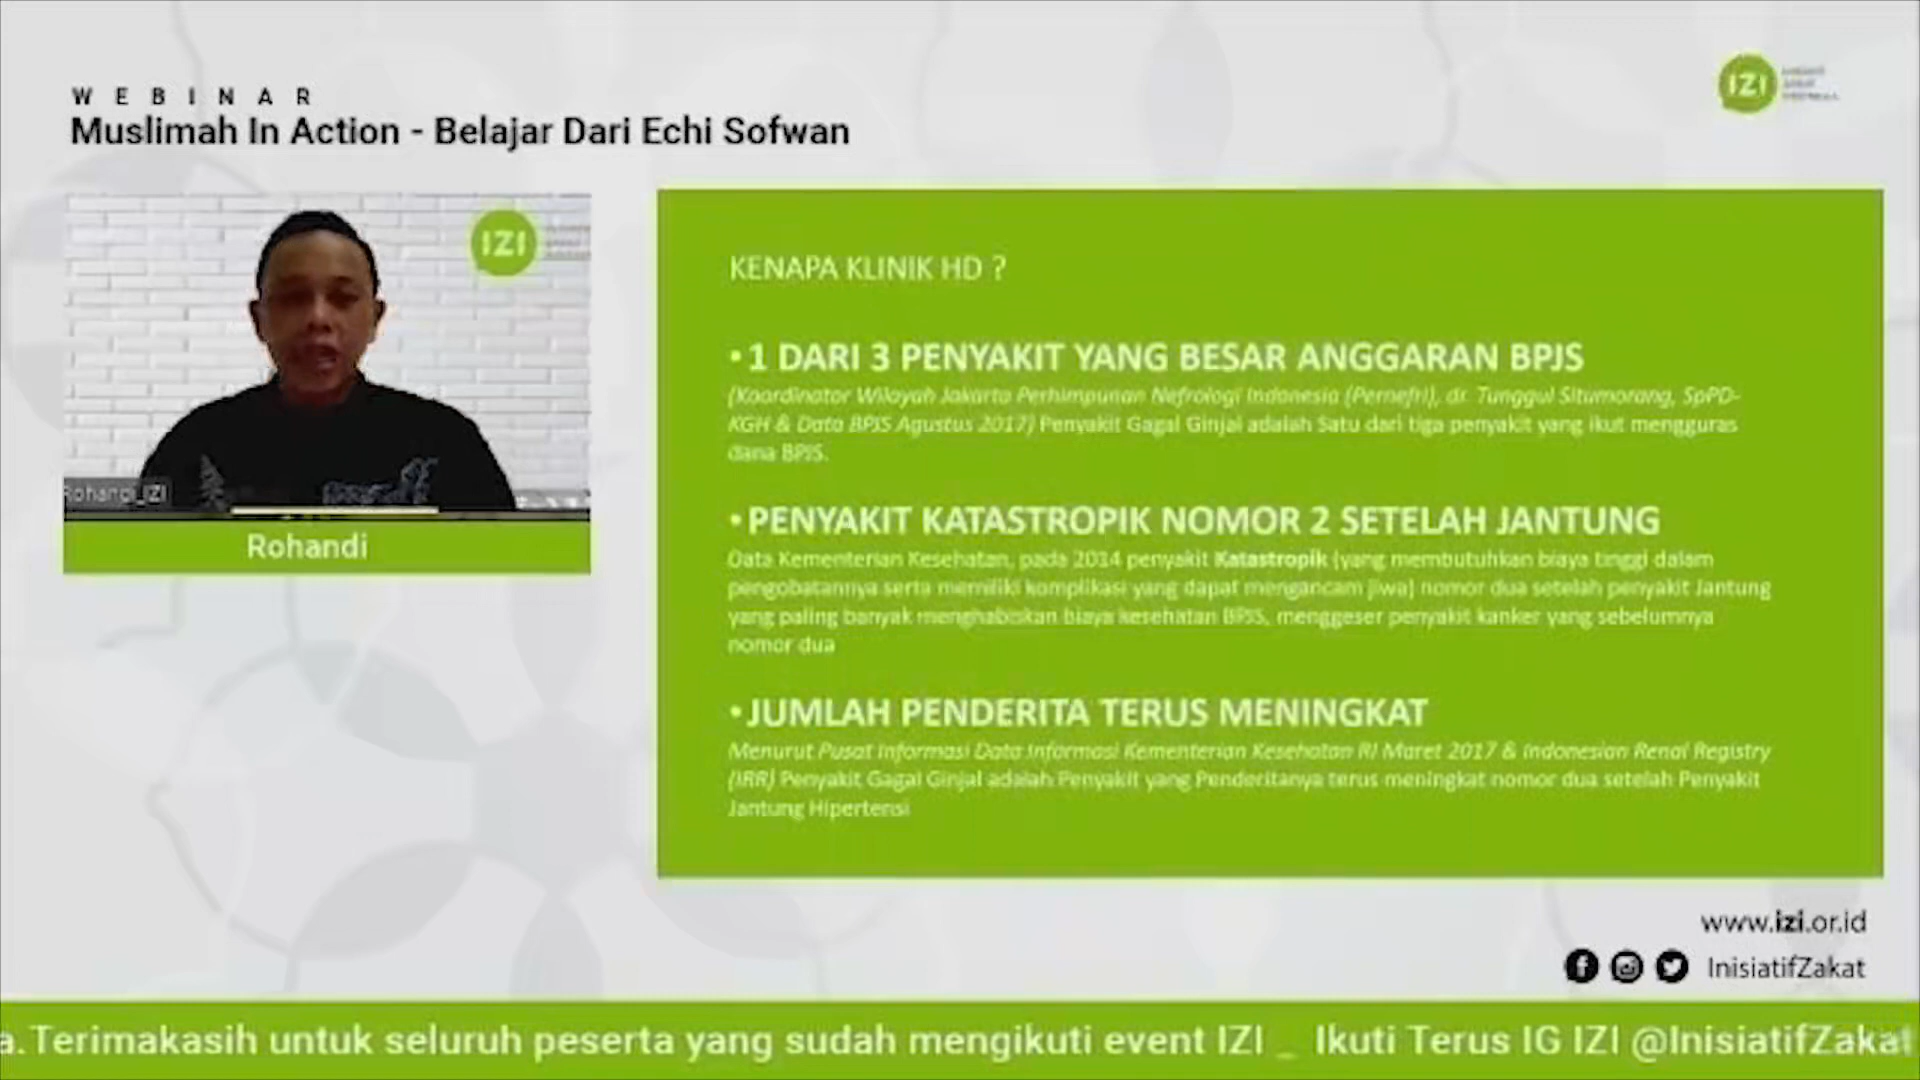 WEBINAR
Muslimah In Action - Belajar Dari Echi Sofwan
IZI
IZI
Rohandi_IZI
Rohandi
KENAPA KLINIK HD ?
• 1 DARI 3 PENYAKIT YANG BESAR ANGGARAN BPJS
(Koordinator Wilayah Jakarta Perhimpunan Nefrologi Indonesia (Pernefri), dr. Tunggul Situmorang, SpPD-
KGH & Data BPJS Agustus 2017) Penyakit Gagal Ginjal adalah Satu dari tiga penyakit yang ikut mengguras
dana BPJS.
• PENYAKIT KATASTROPIK NOMOR 2 SETELAH JANTUNG
Data Kementerian Kesehatan, pada 2014 penyakit Katastropik (yang membutuhkan biaya tinggi dalam
pengobatannya serta memiliki komplikasi yang dapat mengancam jiwa) nomor dua setelah penyakit Jantung
yang paling banyak menghabiskan biaya kesehatan BPJS, menggeser penyakit kanker yang sebelumnya
nomor dua
• JUMLAH PENDERITA TERUS MENINGKAT
Menurut Pusat Informasi Data Informasi Kementerian Kesehatan RI Maret 2017 & Indonesian Renal Registry
(IRR) Penyakit Gagal Ginjal adalah Penyakit yang Penderitanya terus meningkat nomor dua setelah Penyakit
Jantung Hipertensi
www.izi.or.id
InisiatifZakat
a. Terimakasih untuk seluruh peserta yang sudah mengikuti event IZI _ Ikuti Terus IG IZI @InisiatifZakat